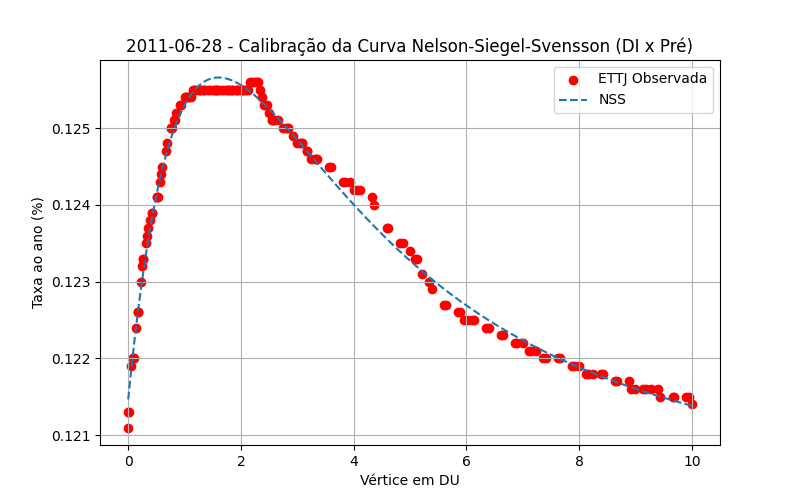 2011-06-28 - Calibração da Curva Nelson-Siegel-Svensson (DI x Pré)
ETTJ Observada
NSS
Taxa ao ano (%)
0.125
0.124
0.123
0.122
0.121
0 2 4 6 8 10
Vértice em DU